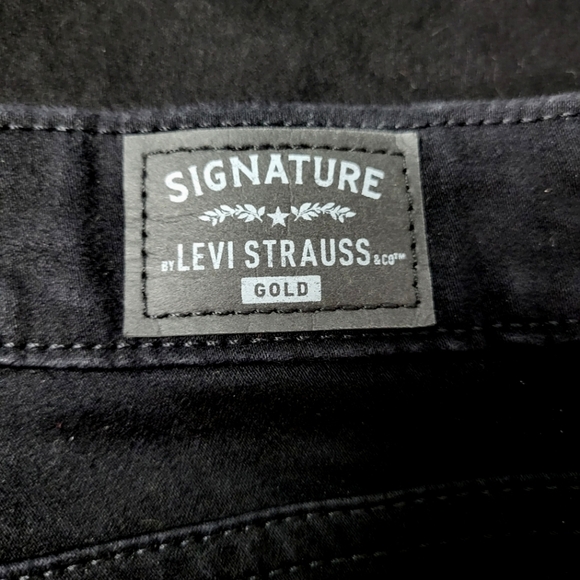 SIGNATURE
BY LEVI STRAUSS & CO™
GOLD